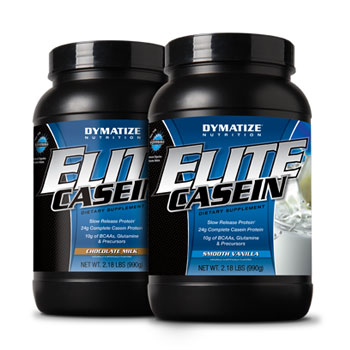 DYMATIZE
NUTRITION
ELITE
CASEIN
DIETARY SUPPLEMENT
Slow Release Protein
24g Complete Casein Protein
10g of BCAAs, Glutamine
& Precursors
CHOCOLATE MILK
NET WT. 2.18 LBS (990g)
DYMATIZE
NUTRITION
ELITE
CASEIN
DIETARY SUPPLEMENT
Slow Release Protein
24g Complete Casein Protein
10g of BCAAs, Glutamine
& Precursors
SMOOTH VANILLA
NET WT. 2.18 LBS (990g)